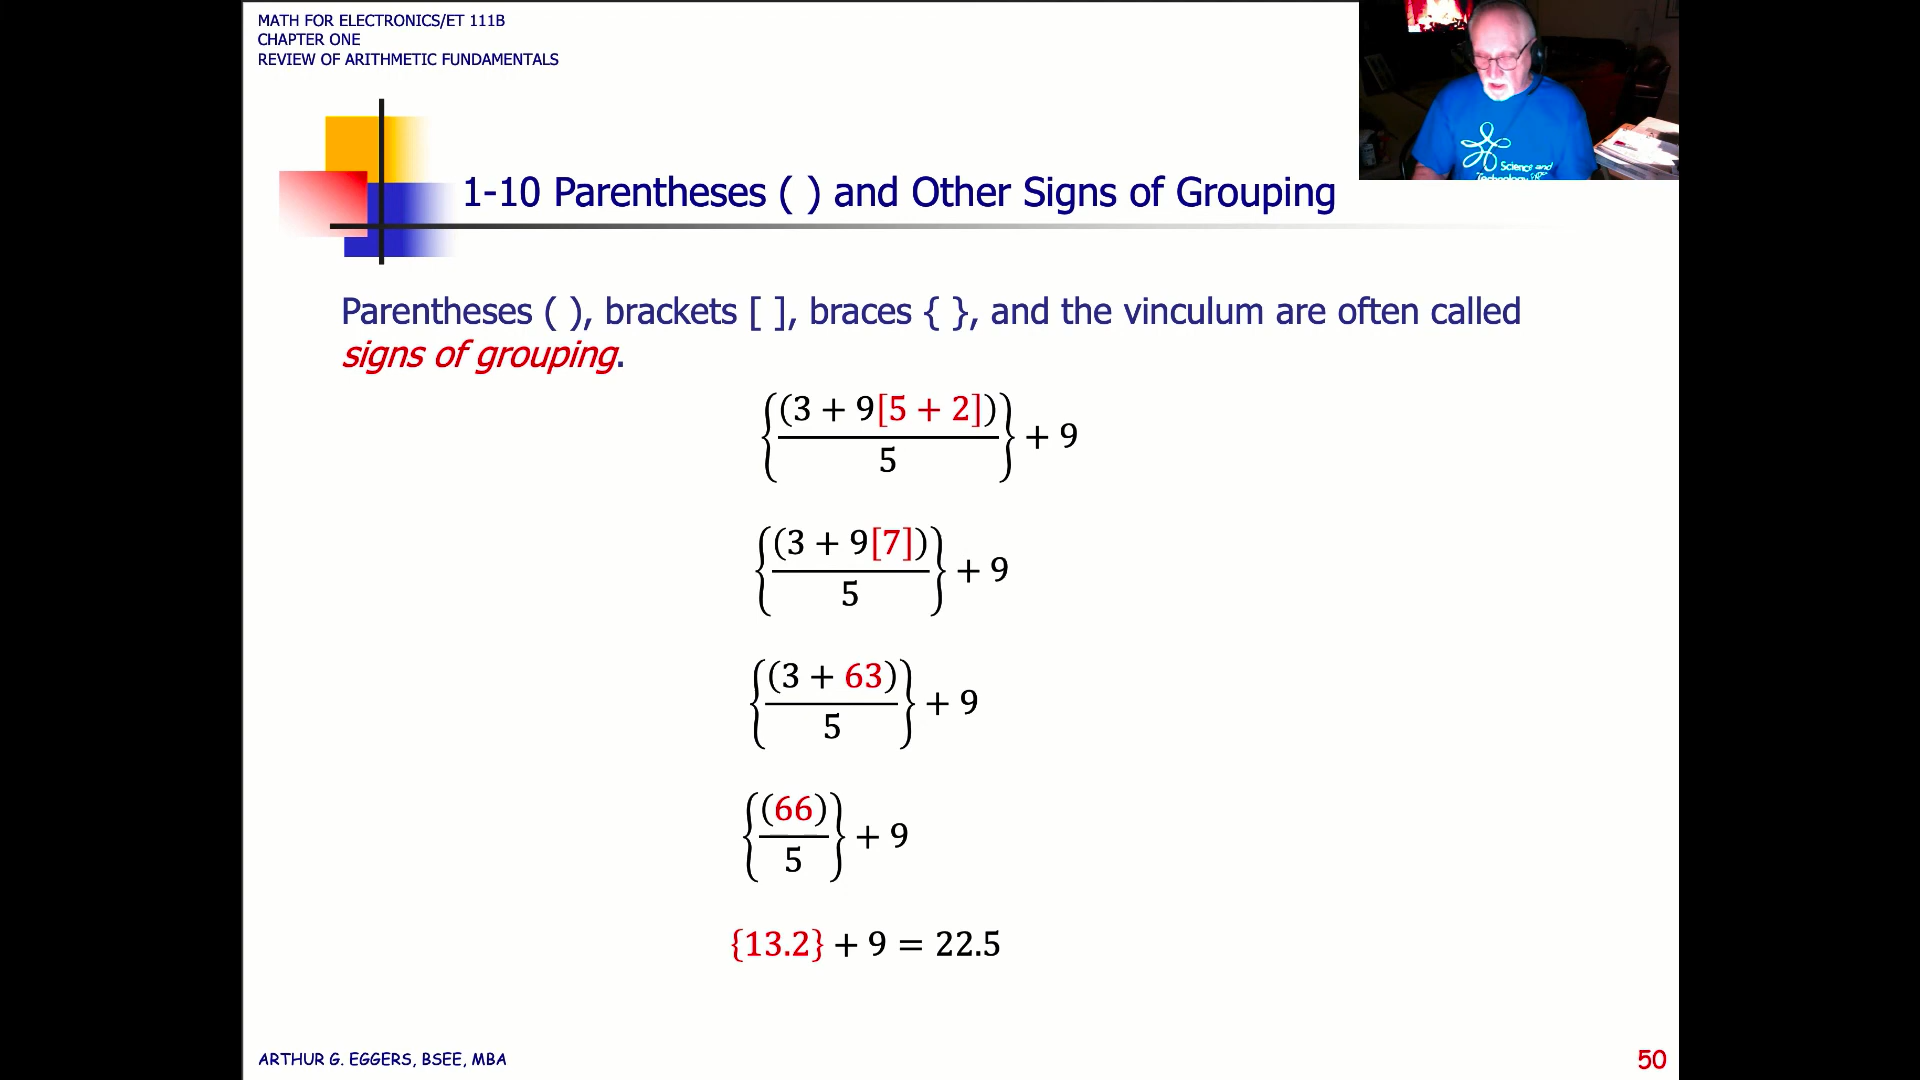 MATH FOR ELECTRONICS/ET 111B
CHAPTER ONE
REVIEW OF ARITHMETIC FUNDAMENTALS
Science and
Technology
1-10 Parentheses ( ) and Other Signs of Grouping
Parentheses ( ), brackets [ ], braces { }, and the vinculum are often called
signs of grouping.
{(3 + 9[5 + 2]) / 5} + 9
{(3 + 9[7]) / 5} + 9
{(3 + 63) / 5} + 9
{(66) / 5} + 9
{13.2} + 9 = 22.5
ARTHUR G. EGGERS, BSEE, MBA
50